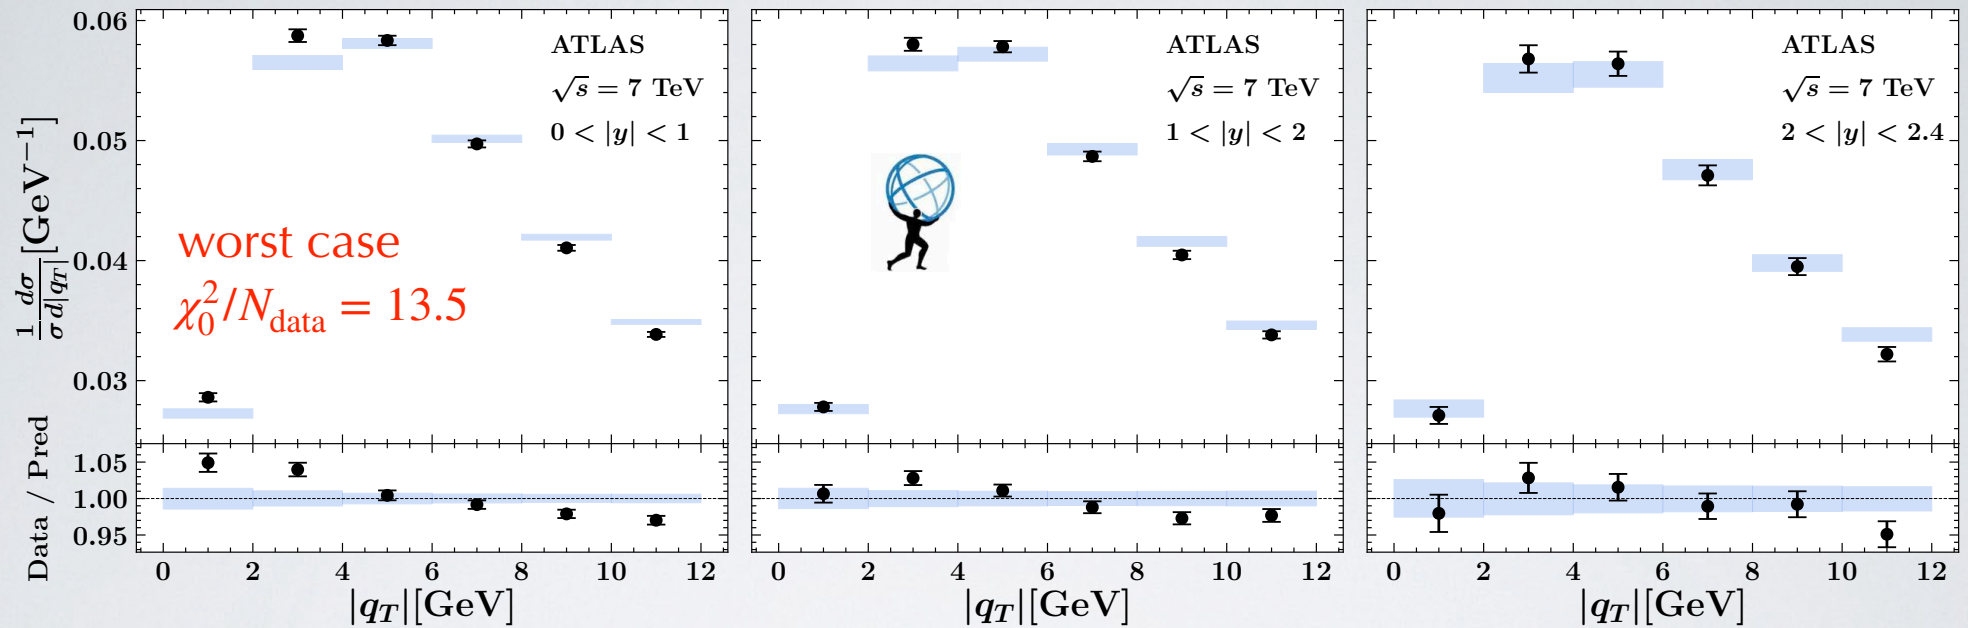 1/σ dσ/d|q_T| [GeV⁻¹]
0.06
0.05
0.04
0.03
ATLAS
√s = 7 TeV
0 < |y| < 1
worst case
χ₀²/N_data = 13.5
ATLAS
√s = 7 TeV
1 < |y| < 2
ATLAS
√s = 7 TeV
2 < |y| < 2.4
Data / Pred
1.05
1.00
0.95
0 2 4 6 8 10 12
|q_T| [GeV]
0 2 4 6 8 10 12
|q_T| [GeV]
0 2 4 6 8 10 12
|q_T| [GeV]